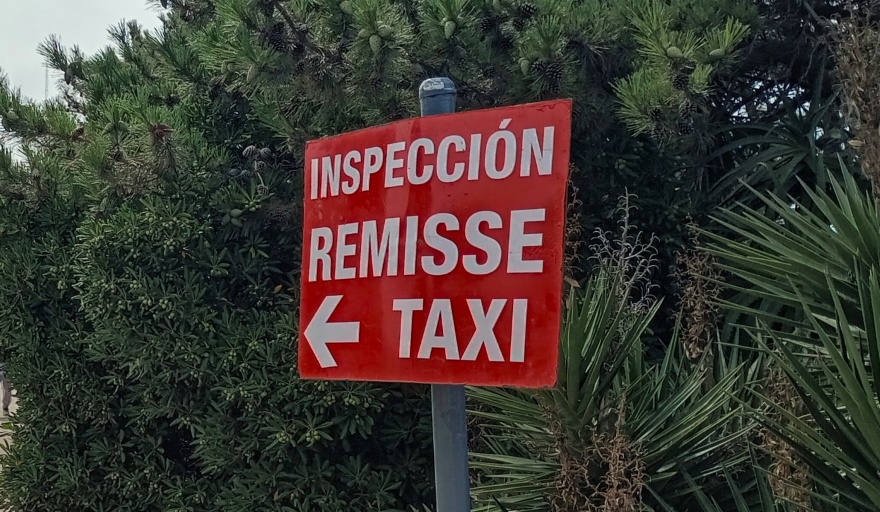 INSPECCIÓN
REMISSE
← TAXI